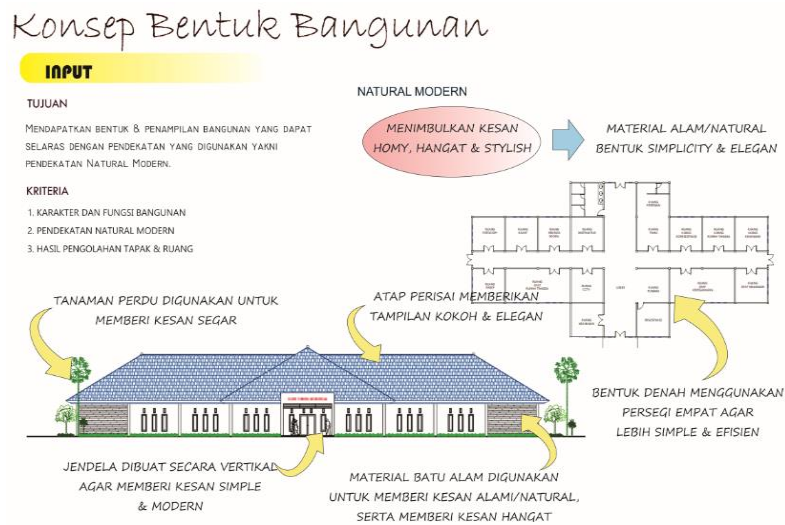 Konsep Bentuk Bangunan
INPUT
TUJUAN
MENDAPATKAN BENTUK & PENAMPILAN BANGUNAN YANG DAPAT
SELARAS DENGAN PENDEKATAN YANG DIGUNAKAN YAKNI
PENDEKATAN NATURAL MODERN.
KRITERIA
1. KARAKTER DAN FUNGSI BANGUNAN
2. PENDEKATAN NATURAL MODERN
3. HASIL PENGOLAHAN TAPAK & RUANG
NATURAL MODERN
MENIMBULKAN KESAN
HOMY, HANGAT & STYLISH
MATERIAL ALAM/NATURAL
BENTUK SIMPLICITY & ELEGAN
TANAMAN PERDU DIGUNAKAN UNTUK
MEMBERI KESAN SEGAR
ATAP PERISAI MEMBERIKAN
TAMPILAN KOKOH & ELEGAN
BENTUK DENAH MENGGUNAKAN
PERSEGI EMPAT AGAR
LEBIH SIMPLE & EFISIEN
JENDELA DIBUAT SECARA VERTIKAL
AGAR MEMBERI KESAN SIMPLE
& MODERN
MATERIAL BATU ALAM DIGUNAKAN
UNTUK MEMBERI KESAN ALAMI/NATURAL,
SERTA MEMBERI KESAN HANGAT